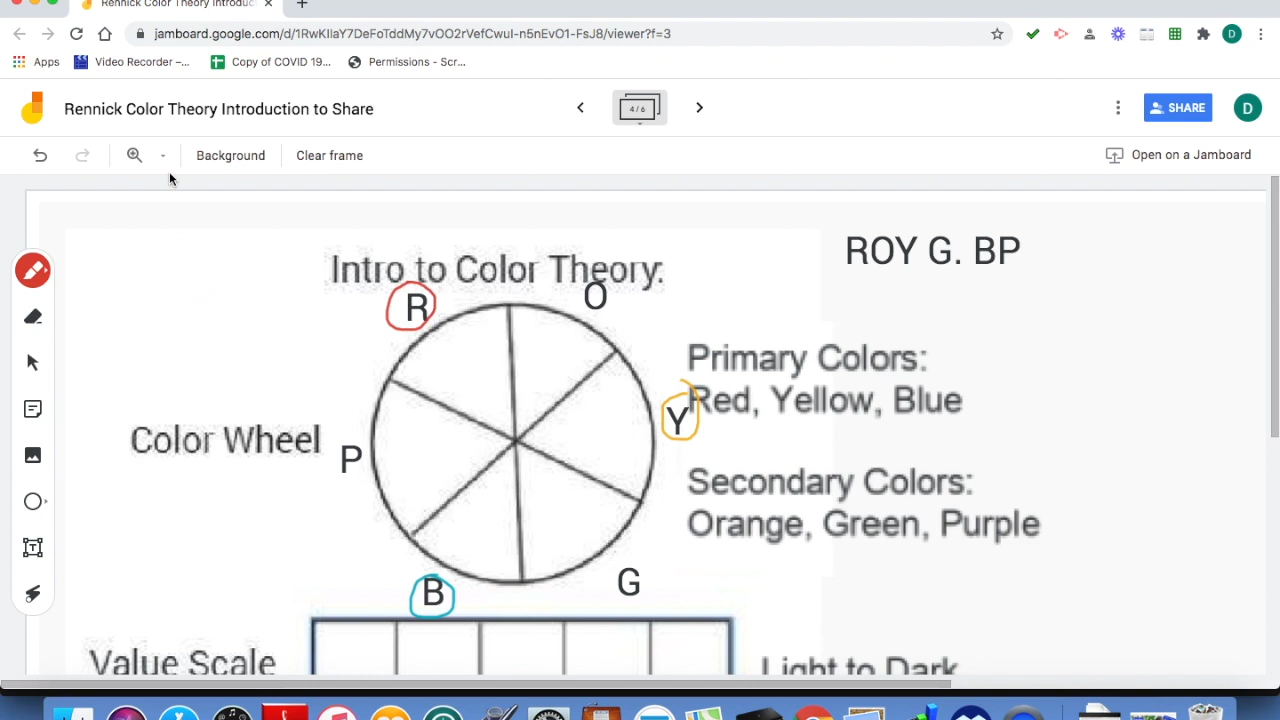 Rennick Color Theory Introduct
jamboard.google.com/d/1RwKIlaY7DeFoTddMy7vOO2rVefCwuI-n5nEvO1-FsJ8/viewer?f=3
D
Apps
Video Recorder –...
Copy of COVID 19...
Permissions - Scr...
Rennick Color Theory Introduction to Share
4 / 6
SHARE
D
Background
Clear frame
Open on a Jamboard
ROY G. BP
Intro to Color Theory:
R
O
Primary Colors:
Red, Yellow, Blue
Y
Color Wheel
P
Secondary Colors:
Orange, Green, Purple
B
G
Value Scale
Light to Dark